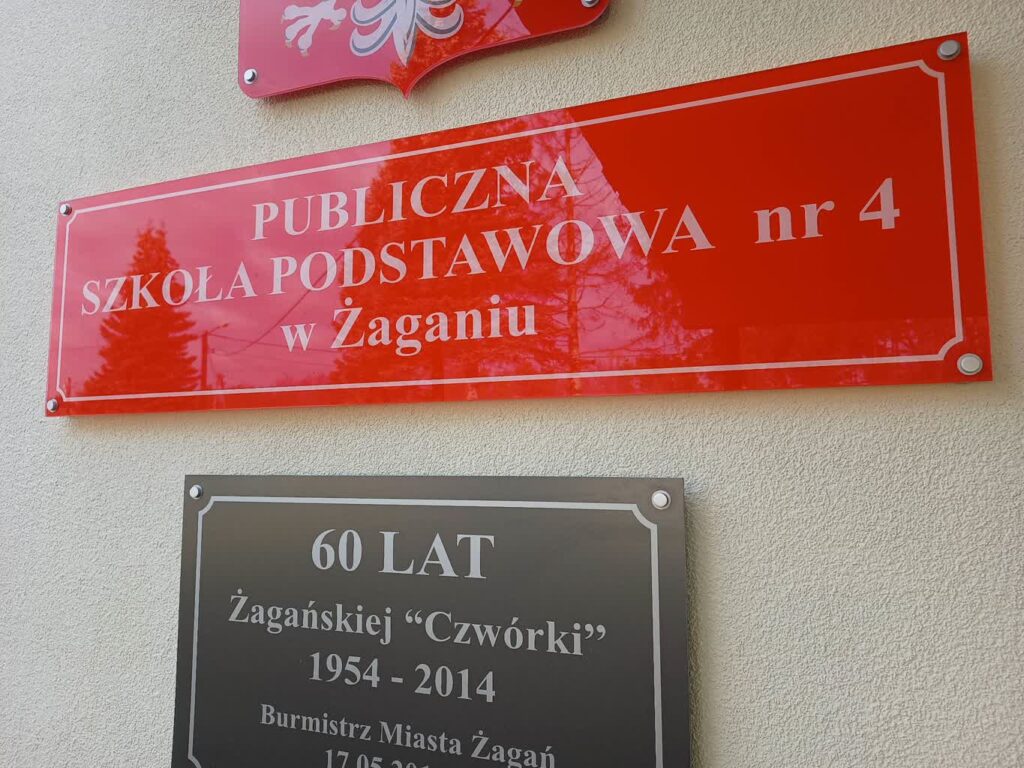 PUBLICZNA
SZKOŁA PODSTAWOWA nr 4
w Żaganiu
60 LAT
Żagańskiej “Czwórki”
1954 - 2014
Burmistrz Miasta Żagań